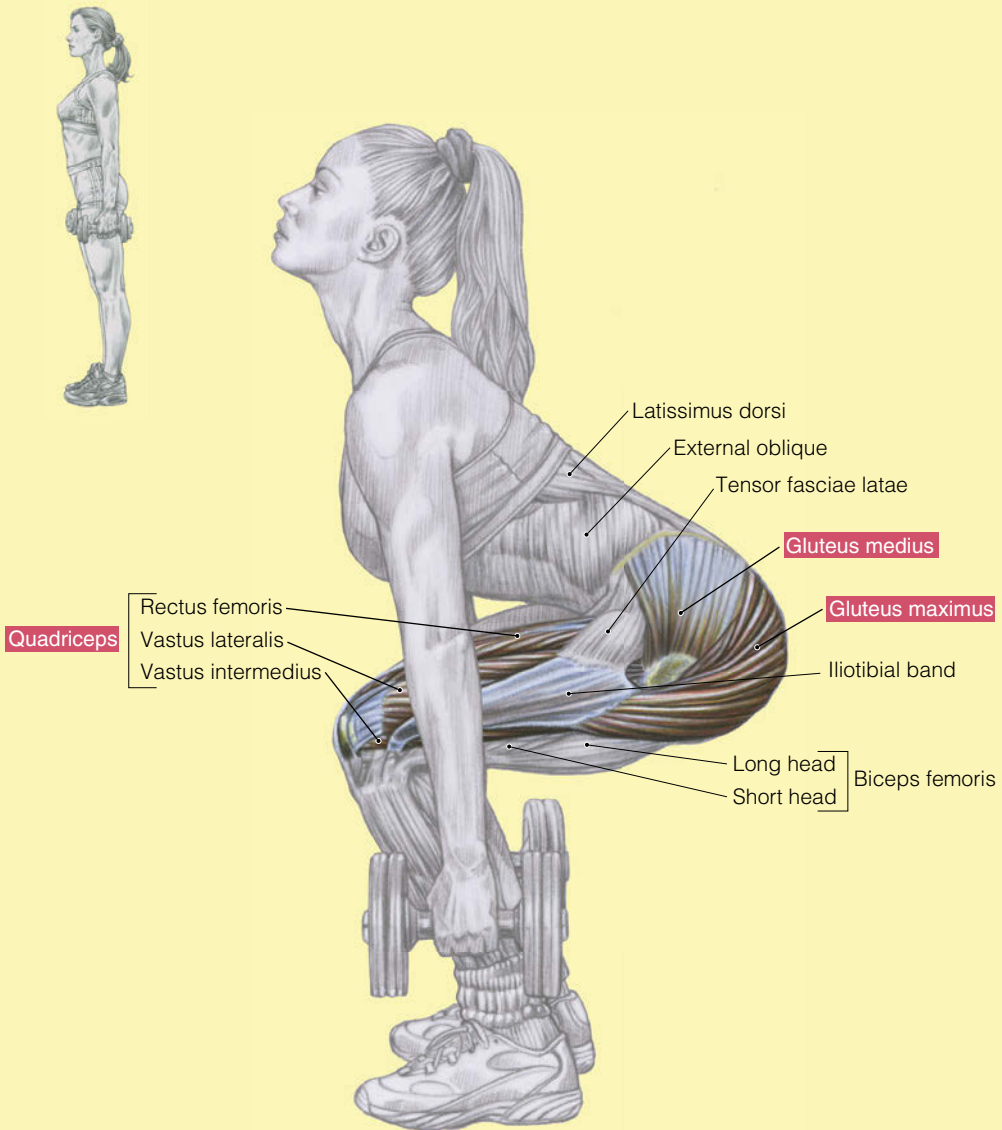 Latissimus dorsi
External oblique
Tensor fasciae latae
Gluteus medius
Gluteus maximus
Quadriceps
Rectus femoris
Vastus lateralis
Vastus intermedius
Iliotibial band
Long head
Short head
Biceps femoris